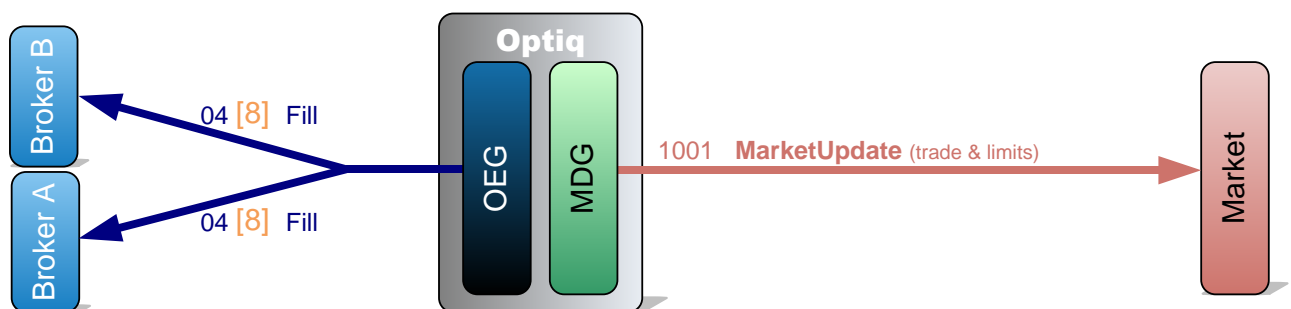 Optiq
Broker B
04 [8] Fill
OEG
MDG
1001 MarketUpdate (trade & limits)
Market
Broker A
04 [8] Fill